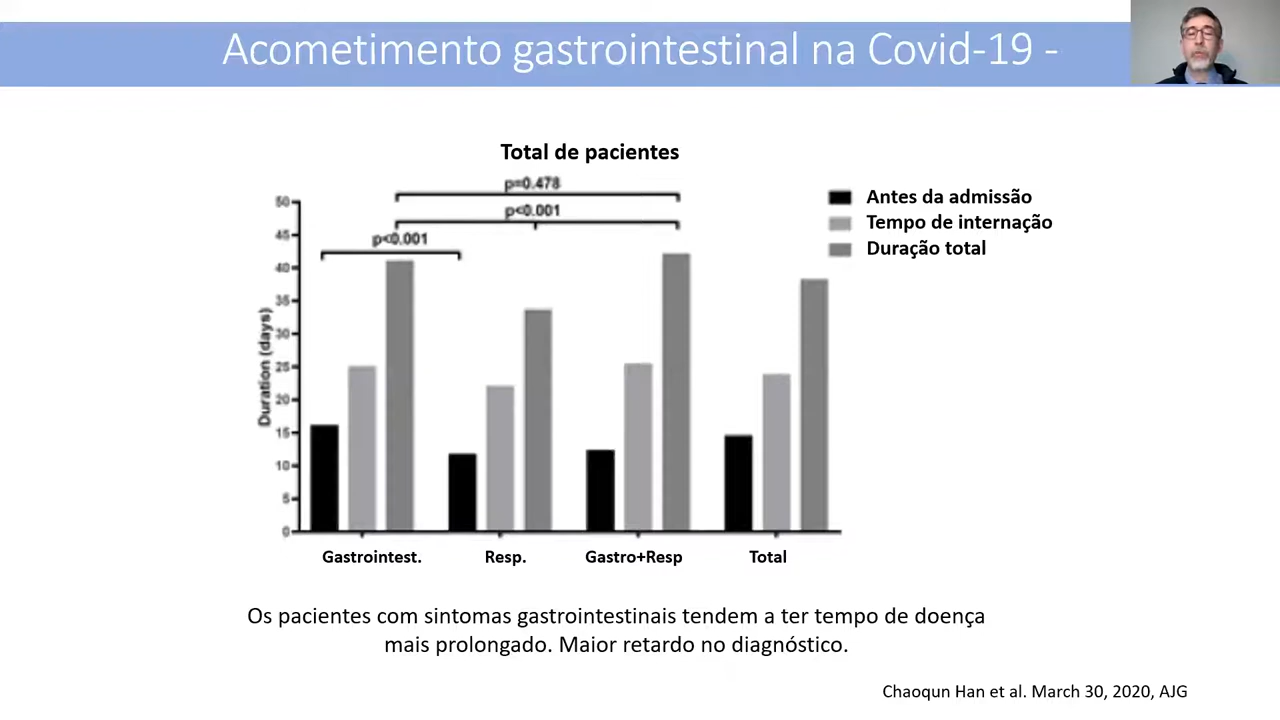 Acometimento gastrointestinal na Covid-19 -
Total de pacientes
p=0.478
p<0.001
p<0.001
Antes da admissão
Tempo de internação
Duração total
Duration (days)
50
45
40
35
30
25
20
15
10
5
0
Gastrointest.
Resp.
Gastro+Resp
Total
Os pacientes com sintomas gastrointestinais tendem a ter tempo de doença
mais prolongado. Maior retardo no diagnóstico.
Chaoqun Han et al. March 30, 2020, AJG